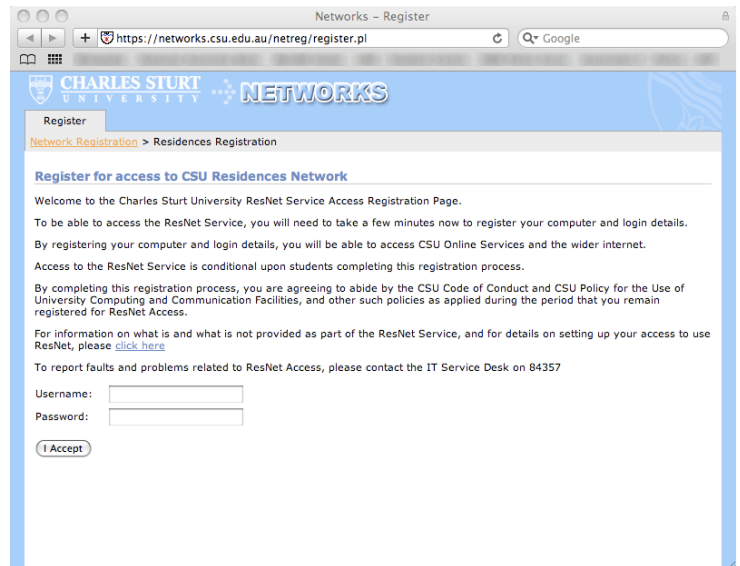 Networks – Register
https://networks.csu.edu.au/netreg/register.pl
Google
CHARLES STURT
UNIVERSITY
NETWORKS
Register
Network Registration > Residences Registration
Register for access to CSU Residences Network
Welcome to the Charles Sturt University ResNet Service Access Registration Page.
To be able to access the ResNet Service, you will need to take a few minutes now to register your computer and login details.
By registering your computer and login details, you will be able to access CSU Online Services and the wider internet.
Access to the ResNet Service is conditional upon students completing this registration process.
By completing this registration process, you are agreeing to abide by the CSU Code of Conduct and CSU Policy for the Use of
University Computing and Communication Facilities, and other such policies as applied during the period that you remain
registered for ResNet Access.
For information on what is and what is not provided as part of the ResNet Service, and for details on setting up your access to use
ResNet, please click here
To report faults and problems related to ResNet Access, please contact the IT Service Desk on 84357
Username:
Password:
I Accept